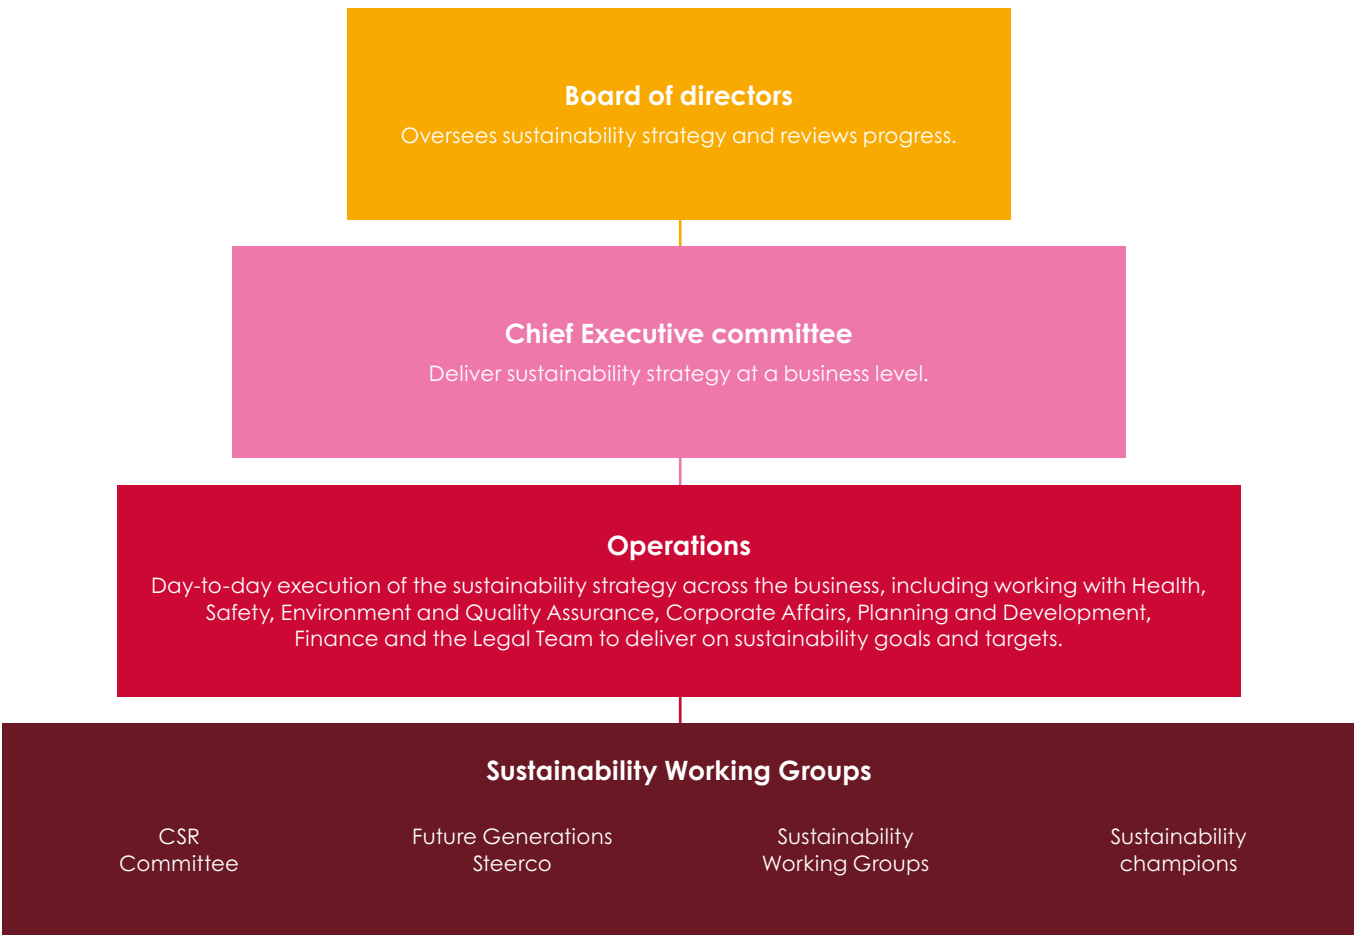 Board of directors
Oversees sustainability strategy and reviews progress.
Chief Executive committee
Deliver sustainability strategy at a business level.
Operations
Day-to-day execution of the sustainability strategy across the business, including working with Health,
Safety, Environment and Quality Assurance, Corporate Affairs, Planning and Development,
Finance and the Legal Team to deliver on sustainability goals and targets.
Sustainability Working Groups
CSR
Committee
Future Generations
Steerco
Sustainability
Working Groups
Sustainability
champions